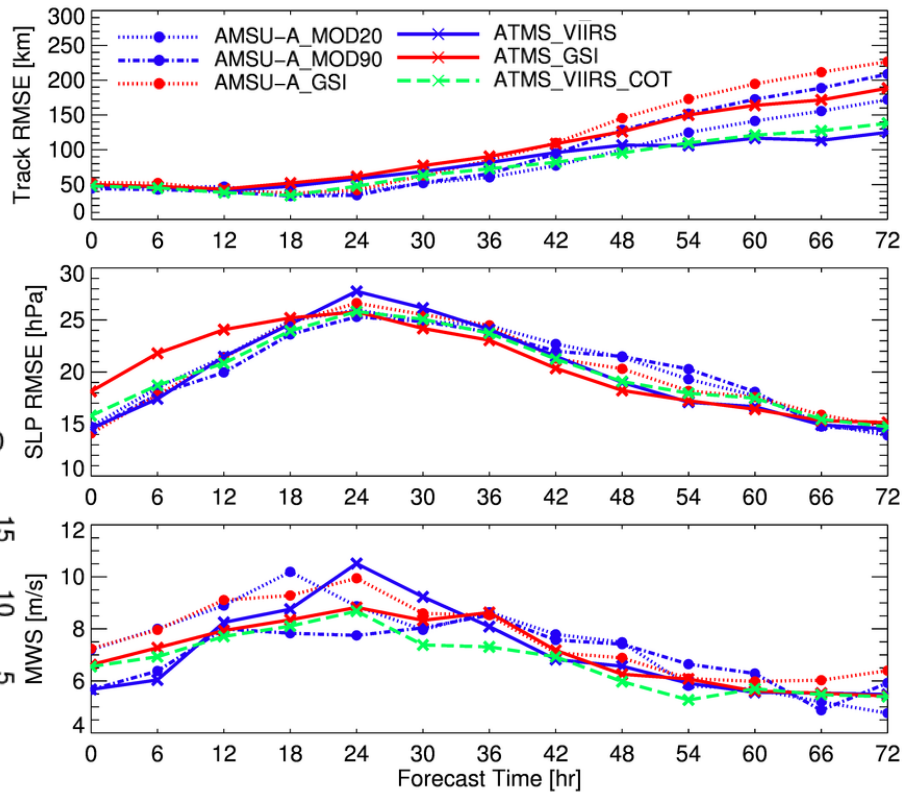 300
250
200
150
100
50
0
Track RMSE [km]
AMSU-A_MOD20
AMSU-A_MOD90
AMSU-A_GSI
ATMS_VIIRS
ATMS_GSI
ATMS_VIIRS_COT
0 6 12 18 24 30 36 42 48 54 60 66 72
30
25
20
15
10
SLP RMSE [hPa]
0 6 12 18 24 30 36 42 48 54 60 66 72
12
10
8
6
4
MWS [m/s]
15
10
5
0 6 12 18 24 30 36 42 48 54 60 66 72
Forecast Time [hr]